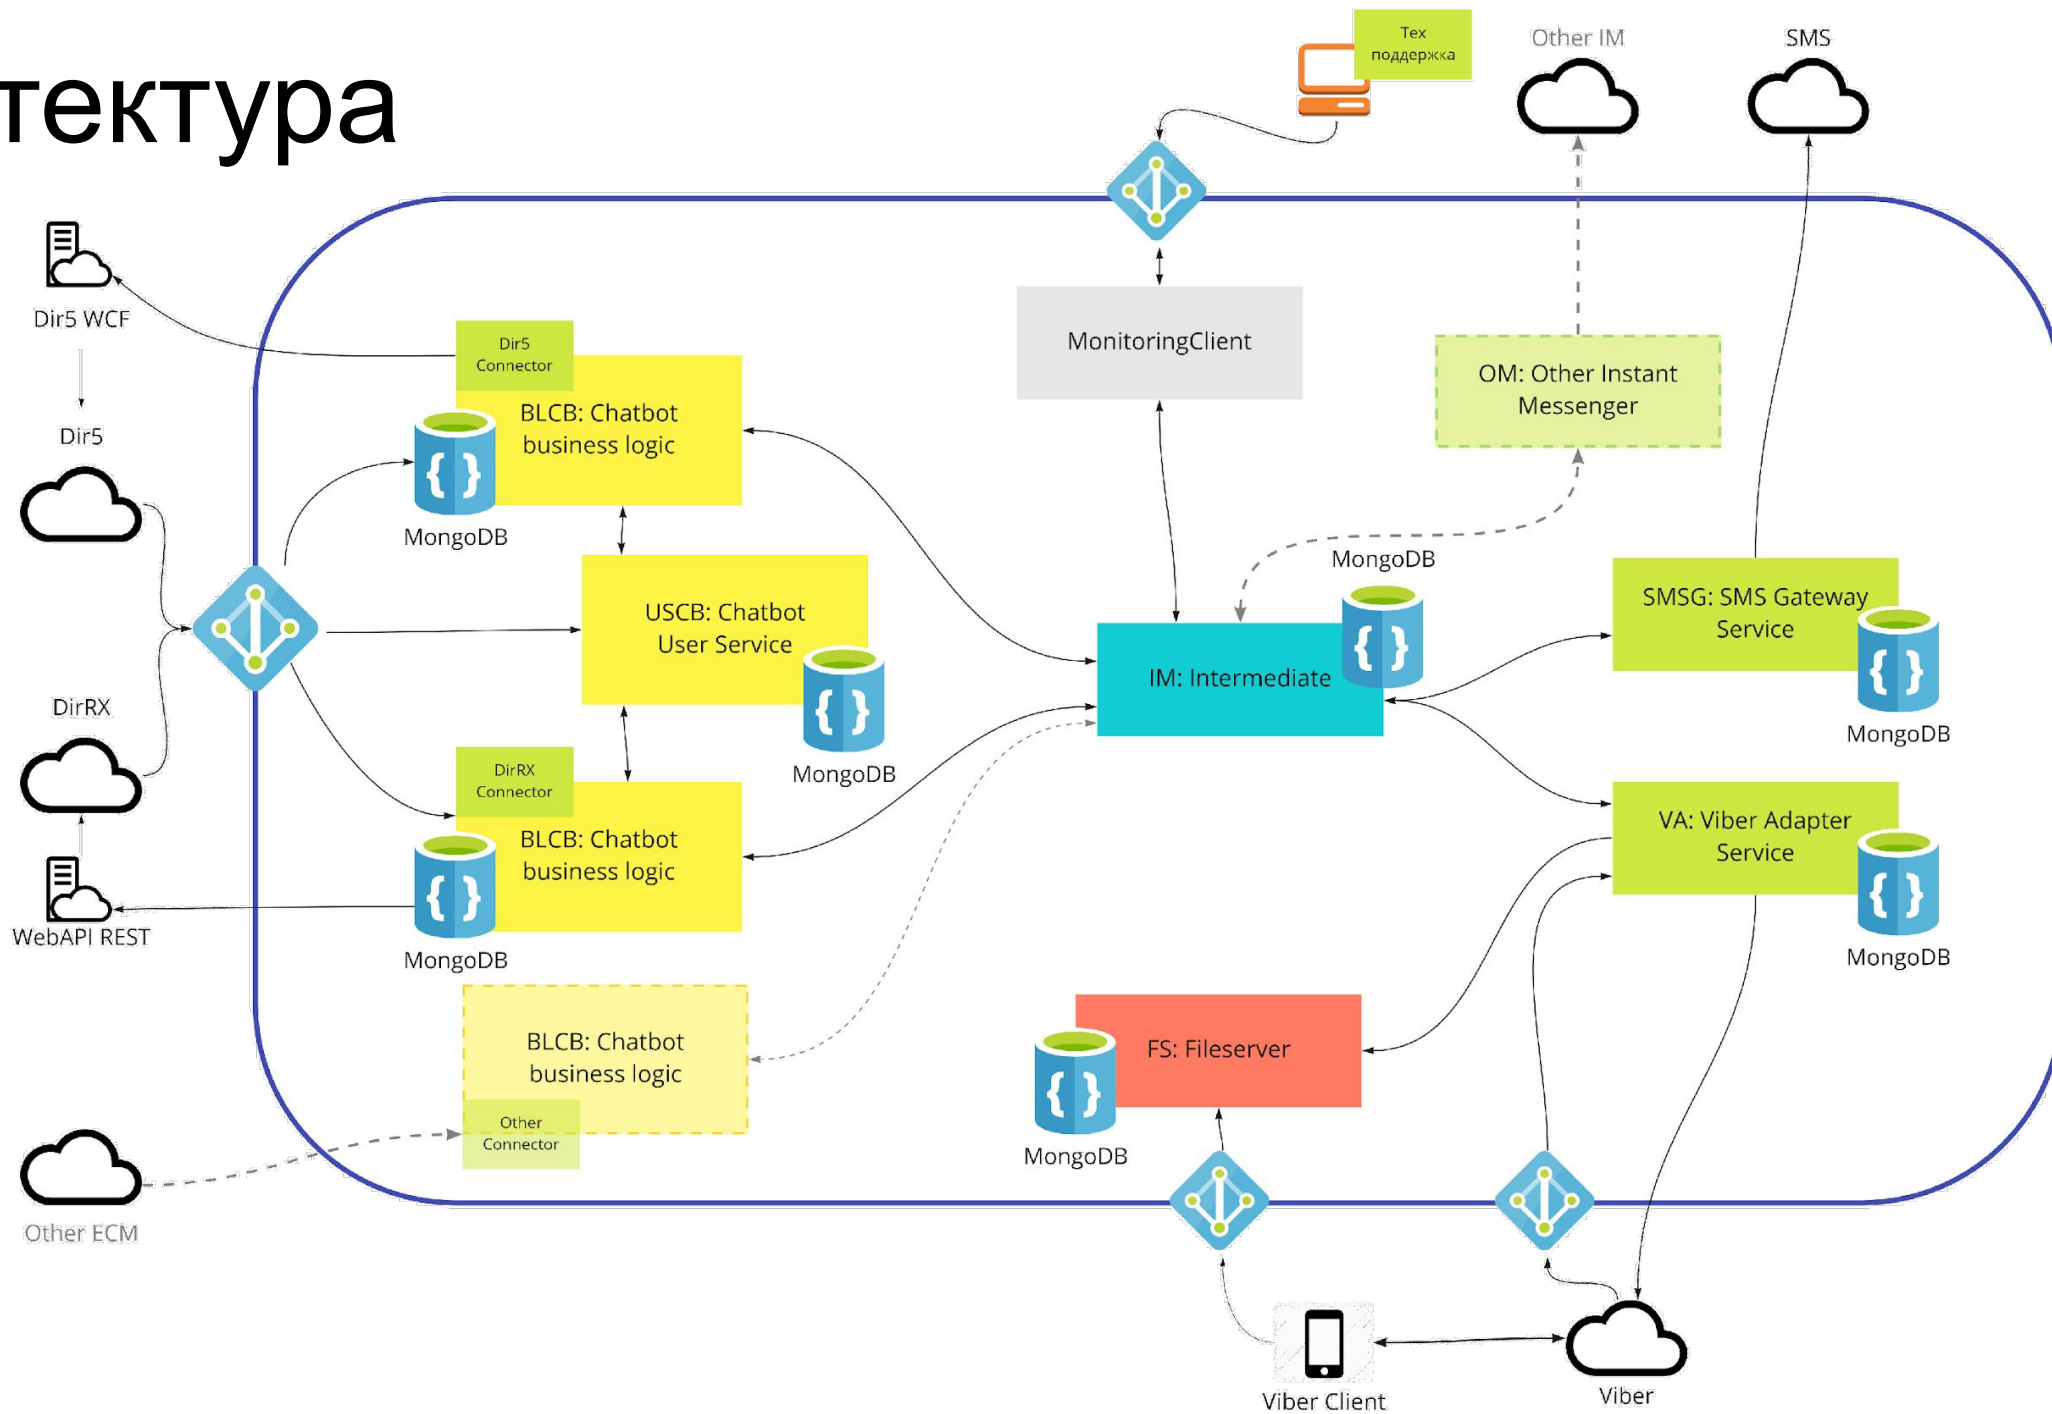 тектура
Тех
поддержка
Other IM
SMS
Dir5 WCF
Dir5
Connector
BLCB: Chatbot
business logic
MongoDB
Dir5
MonitoringClient
OM: Other Instant
Messenger
MongoDB
USCB: Chatbot
User Service
MongoDB
IM: Intermediate
SMSG: SMS Gateway
Service
MongoDB
DirRX
DirRX
Connector
BLCB: Chatbot
business logic
MongoDB
WebAPI REST
VA: Viber Adapter
Service
MongoDB
BLCB: Chatbot
business logic
Other
Connector
Other ECM
FS: Fileserver
MongoDB
Viber Client
Viber